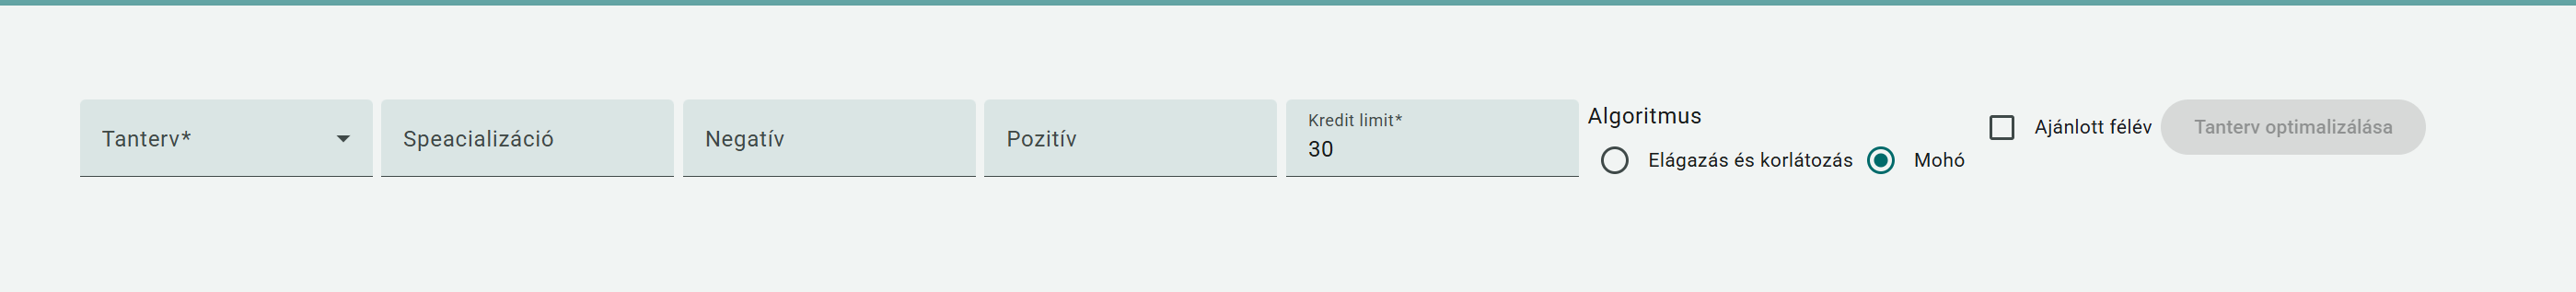 Tanterv*
Speacializáció
Negatív
Pozitív
Kredit limit*
30
Algoritmus
Elágazás és korlátozás
Mohó
Ajánlott félév
Tanterv optimalizálása